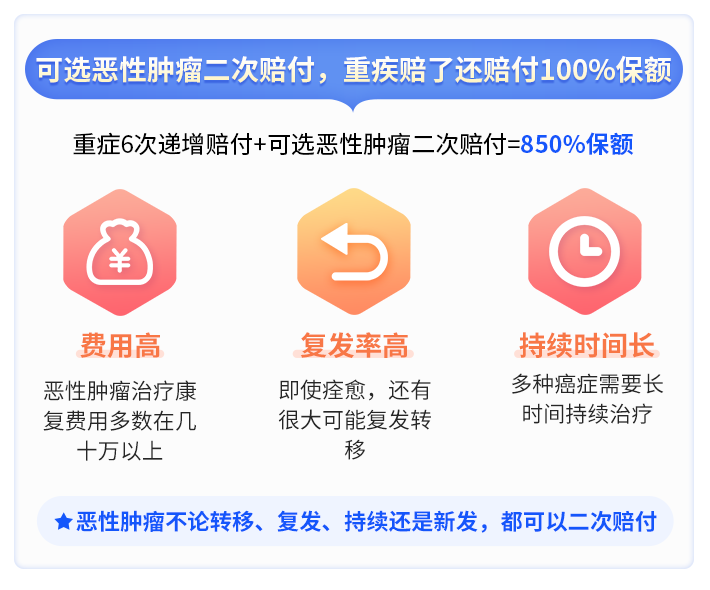 可选恶性肿瘤二次赔付，重疾赔了还赔付100%保额
重症6次递增赔付+可选恶性肿瘤二次赔付=850%保额
¥
费用高
恶性肿瘤治疗康
复费用多数在几
十万以上
复发率高
即使痊愈，还有
很大可能复发转
移
持续时间长
多种癌症需要长
时间持续治疗
恶性肿瘤不论转移、复发、持续还是新发，都可以二次赔付